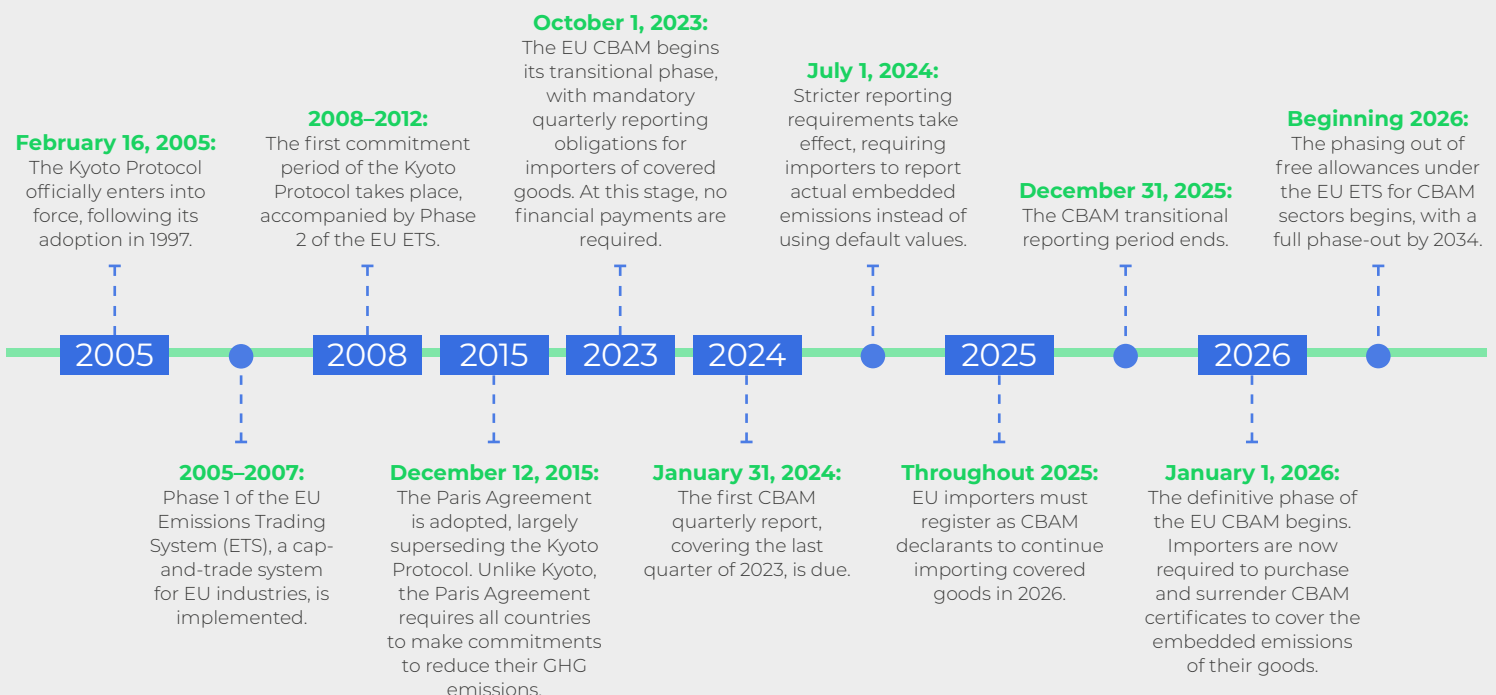 February 16, 2005:
The Kyoto Protocol
officially enters into
force, following its
adoption in 1997.
2008–2012:
The first commitment
period of the Kyoto
Protocol takes place,
accompanied by Phase
2 of the EU ETS.
October 1, 2023:
The EU CBAM begins
its transitional phase,
with mandatory
quarterly reporting
obligations for
importers of covered
goods. At this stage, no
financial payments are
required.
July 1, 2024:
Stricter reporting
requirements take
effect, requiring
importers to report
actual embedded
emissions instead of
using default values.
December 31, 2025:
The CBAM transitional
reporting period ends.
Beginning 2026:
The phasing out of
free allowances under
the EU ETS for CBAM
sectors begins, with a
full phase-out by 2034.
2005
2008
2015
2023
2024
2025
2026
2005–2007:
Phase 1 of the EU
Emissions Trading
System (ETS), a cap-
and-trade system
for EU industries, is
implemented.
December 12, 2015:
The Paris Agreement
is adopted, largely
superseding the Kyoto
Protocol. Unlike Kyoto,
the Paris Agreement
requires all countries
to make commitments
to reduce their GHG
emissions.
January 31, 2024:
The first CBAM
quarterly report,
covering the last
quarter of 2023, is due.
Throughout 2025:
EU importers must
register as CBAM
declarants to continue
importing covered
goods in 2026.
January 1, 2026:
The definitive phase of
the EU CBAM begins.
Importers are now
required to purchase
and surrender CBAM
certificates to cover the
embedded emissions
of their goods.